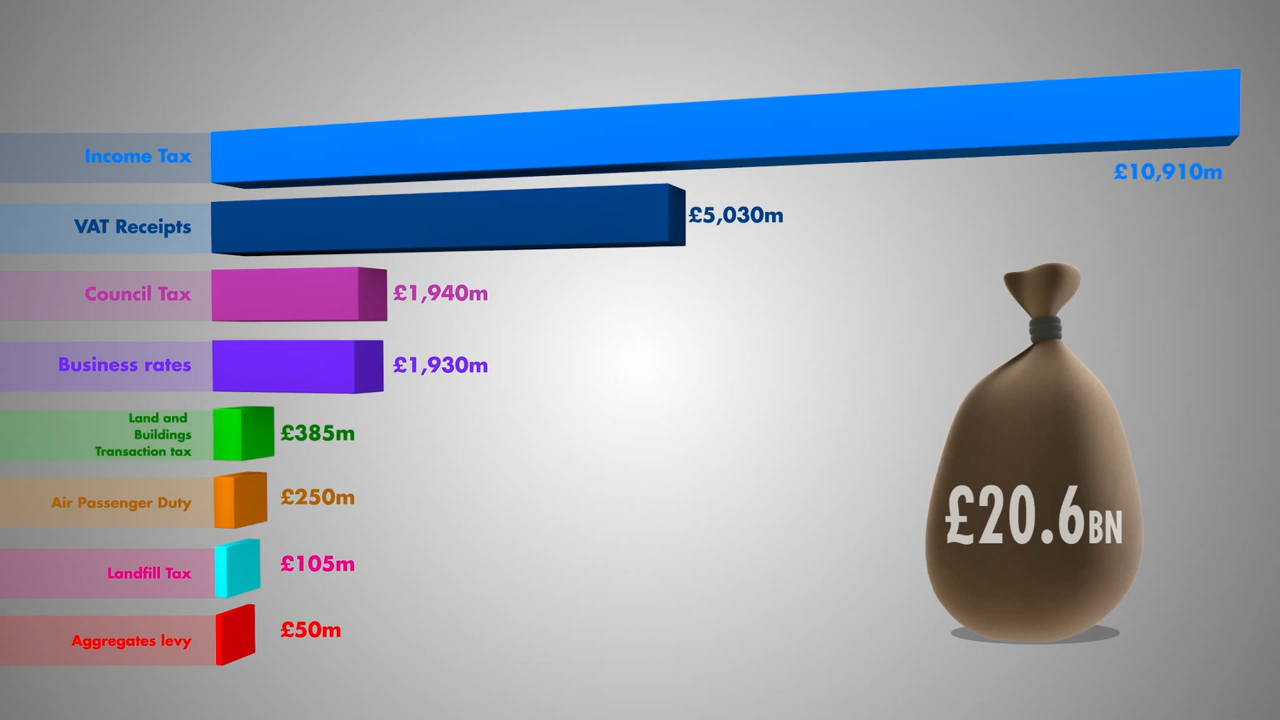 Income Tax
£10,910m
VAT Receipts
£5,030m
Council Tax
£1,940m
Business rates
£1,930m
Land and
Buildings
Transaction tax
£385m
Air Passenger Duty
£250m
Landfill Tax
£105m
Aggregates levy
£50m
£20.6BN